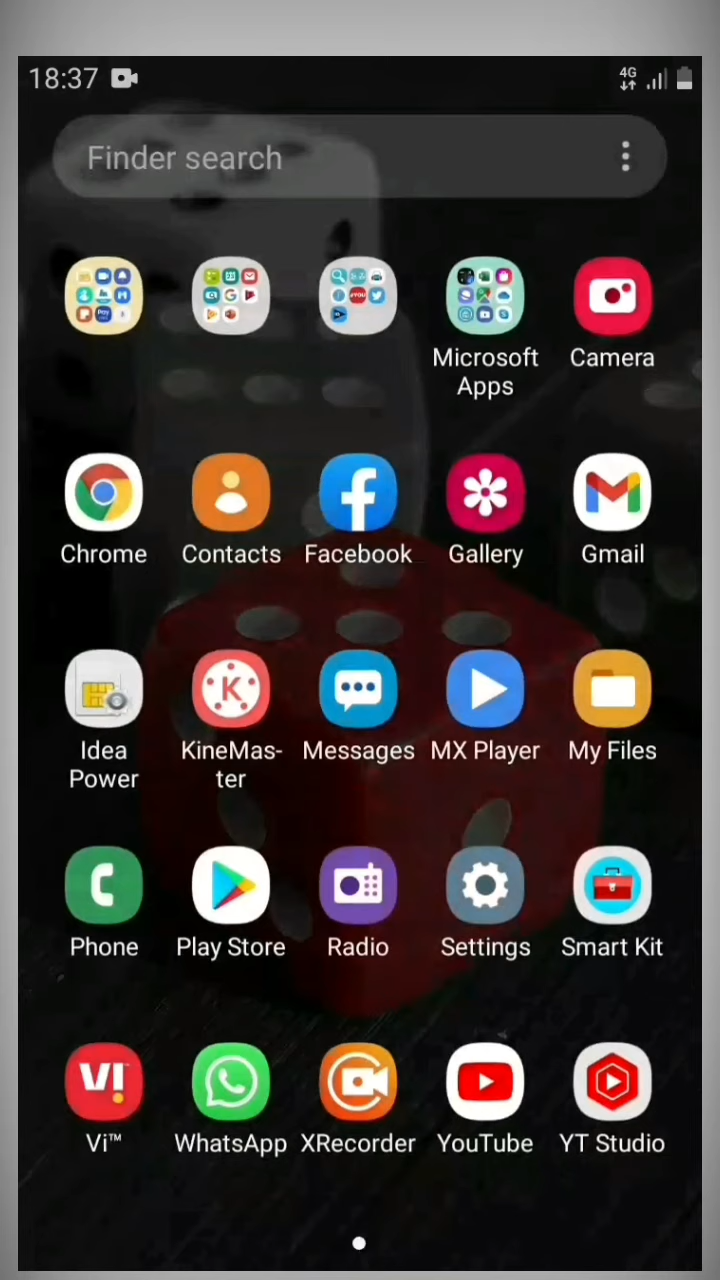 18:37
4G
Finder search
Microsoft
Apps
Camera
Chrome
Contacts
Facebook
Gallery
Gmail
Idea
Power
KineMas-
ter
Messages
MX Player
My Files
Phone
Play Store
Radio
Settings
Smart Kit
VI
Vi™
WhatsApp
XRecorder
YouTube
YT Studio